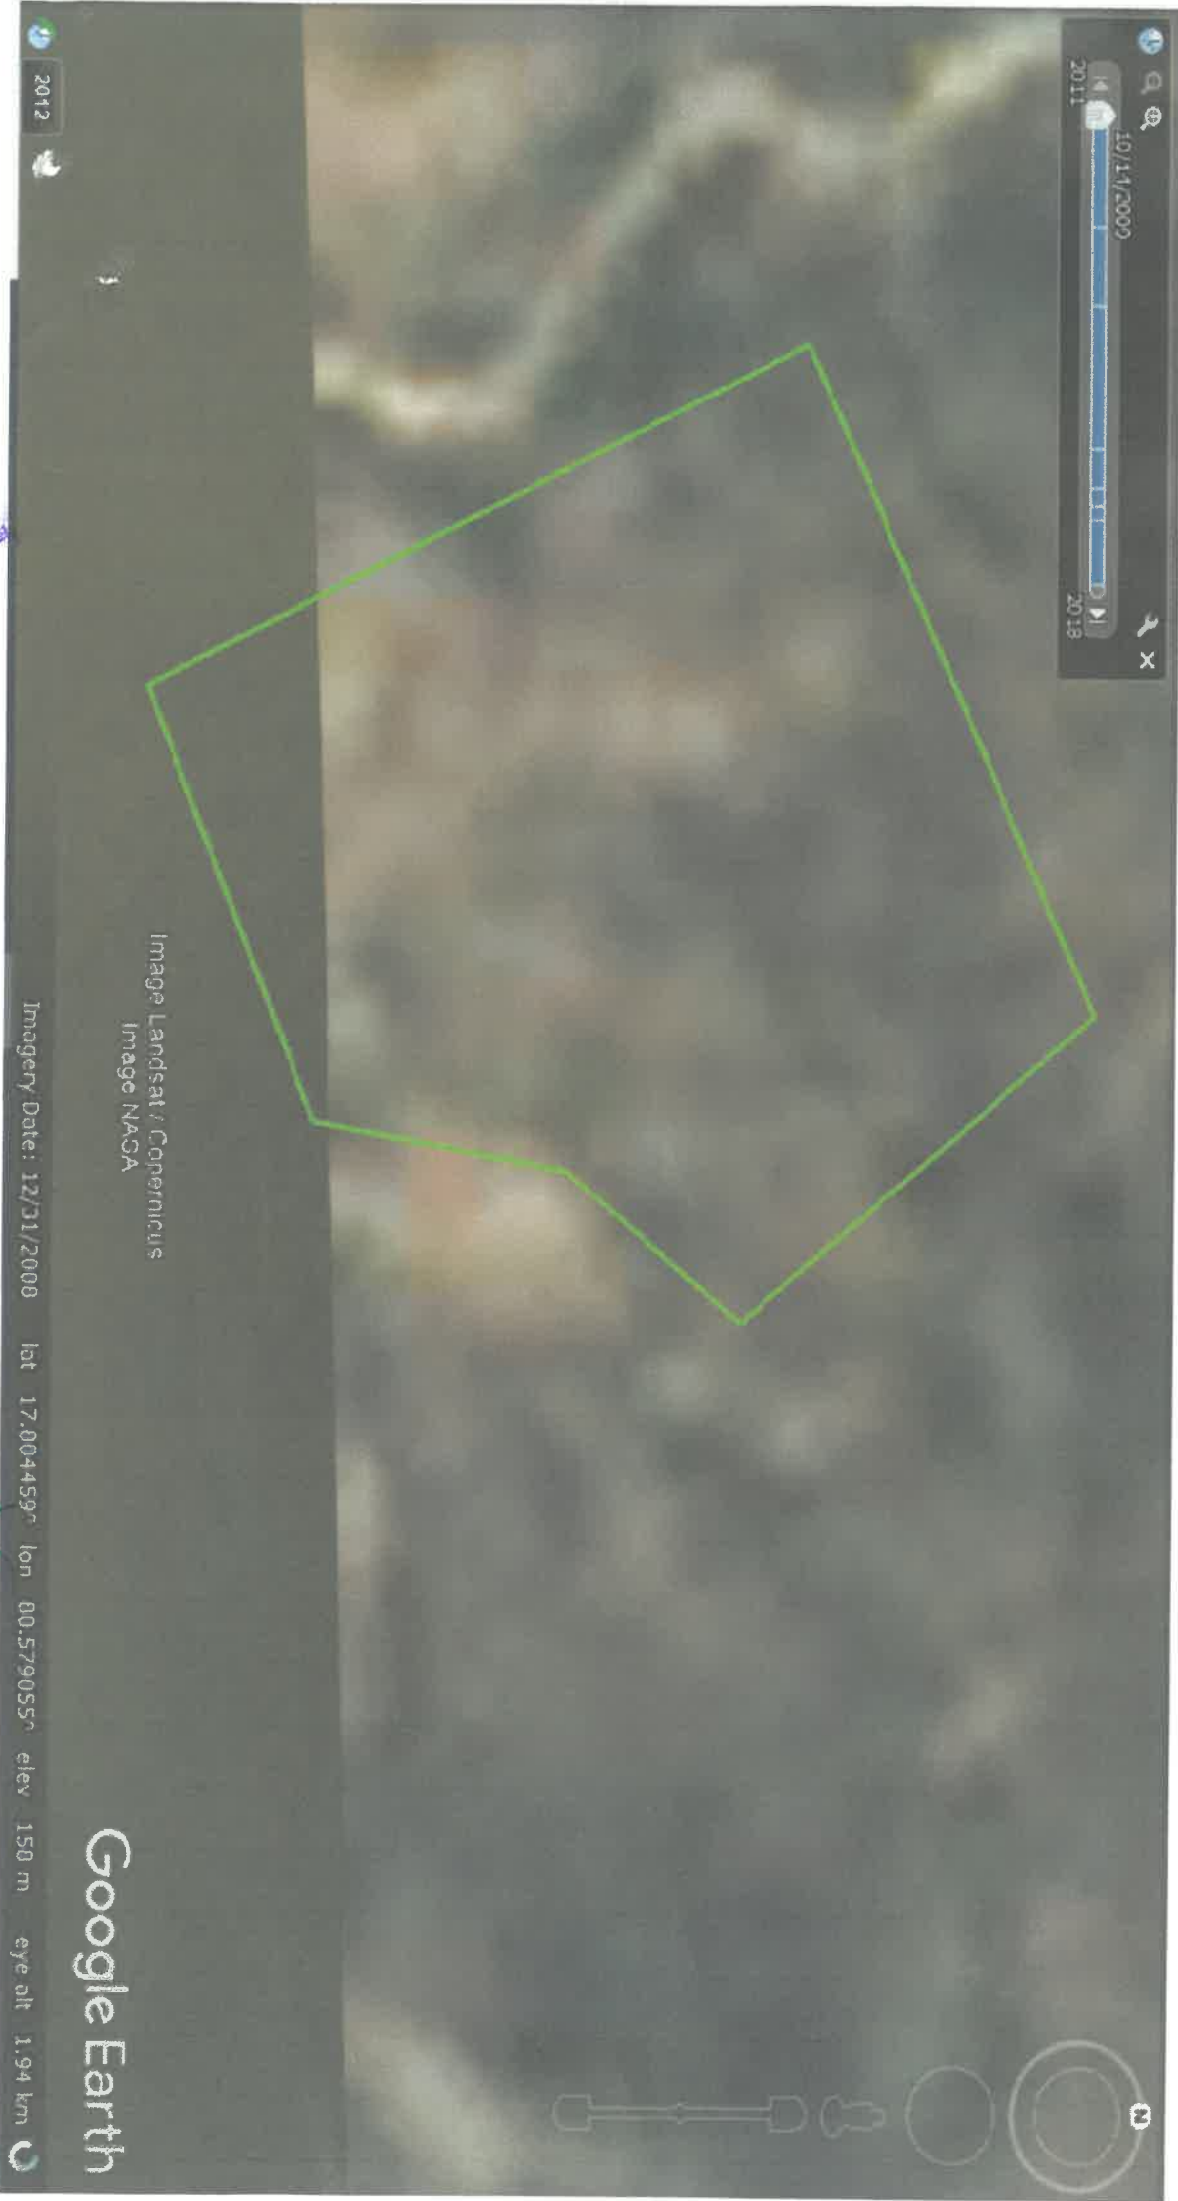 10/11/2000
2011
2018
N
Image Landsat / Copernicus
Image NASA
Google Earth
2012
Imagery Date: 12/31/2008 lat 17.004459° lon 80.579055° elev 150 m eye alt 1.94 km